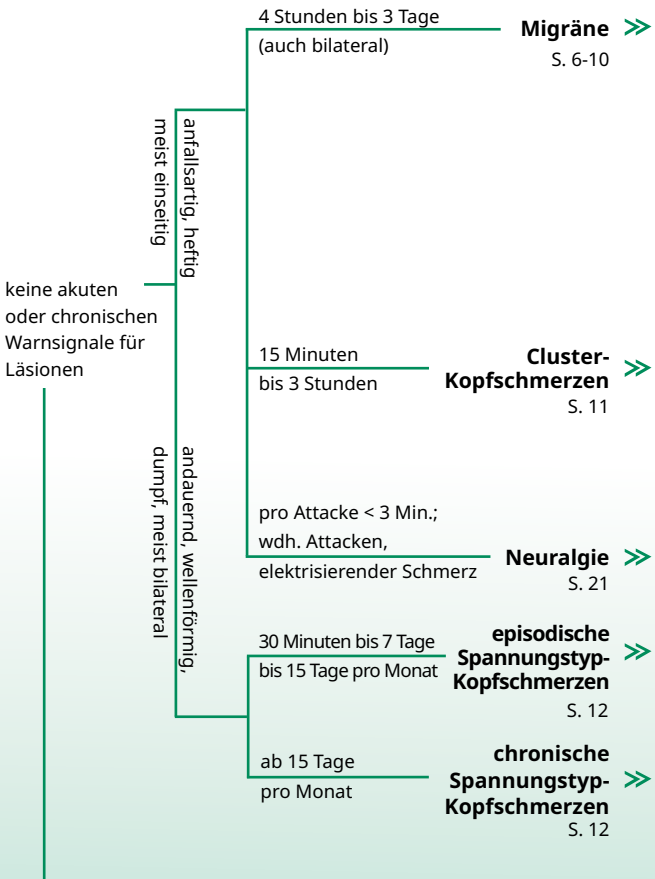 4 Stunden bis 3 Tage
(auch bilateral)
Migräne
S. 6-10
anfallsartig, heftig
meist einseitig
keine akuten
oder chronischen
Warnsignale für
Läsionen
15 Minuten
bis 3 Stunden
Cluster-
Kopfschmerzen
S. 11
andauernd, wellenförmig,
dumpf, meist bilateral
pro Attacke < 3 Min.;
wdh. Attacken,
elektrisierender Schmerz
Neuralgie
S. 21
30 Minuten bis 7 Tage
bis 15 Tage pro Monat
episodische
Spannungstyp-
Kopfschmerzen
S. 12
ab 15 Tage
pro Monat
chronische
Spannungstyp-
Kopfschmerzen
S. 12